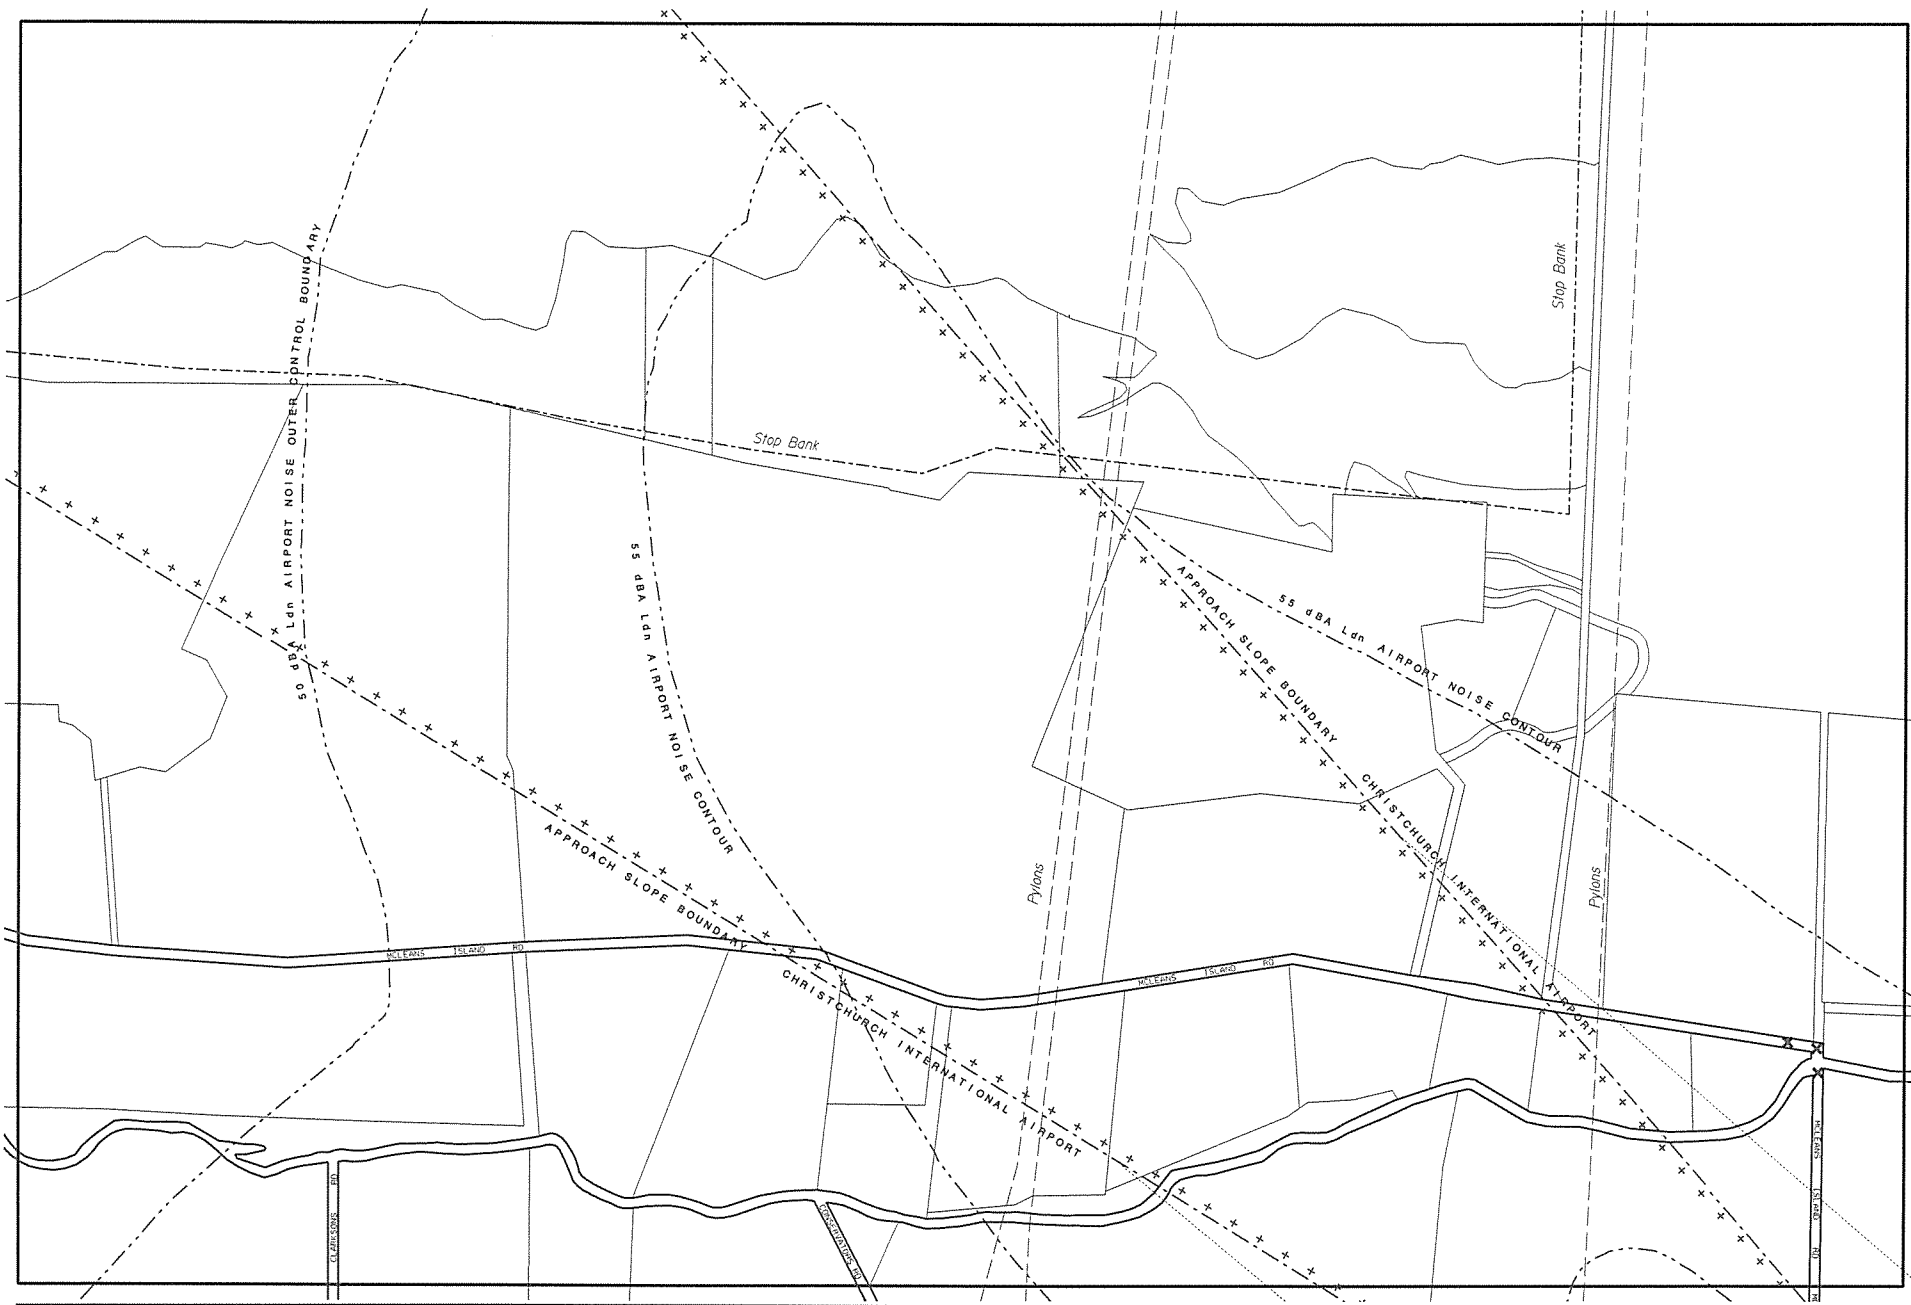 50 dBA Ldn AIRPORT NOISE OUTER CONTROL BOUNDARY
Stop Bank
Stop Bank
55 dBA Ldn AIRPORT NOISE CONTOUR
APPROACH SLOPE BOUNDARY
CHRISTCHURCH INTERNATIONAL AIRPORT
55 dBA Ldn AIRPORT NOISE CONTOUR
APPROACH SLOPE BOUNDARY
CHRISTCHURCH INTERNATIONAL AIRPORT
Pylons
Pylons
MCLEANS ISLAND RD
MCLEANS ISLAND RD
MCLEANS ISLAND RD
CLARKSONS RD
CONSERVATORS RD